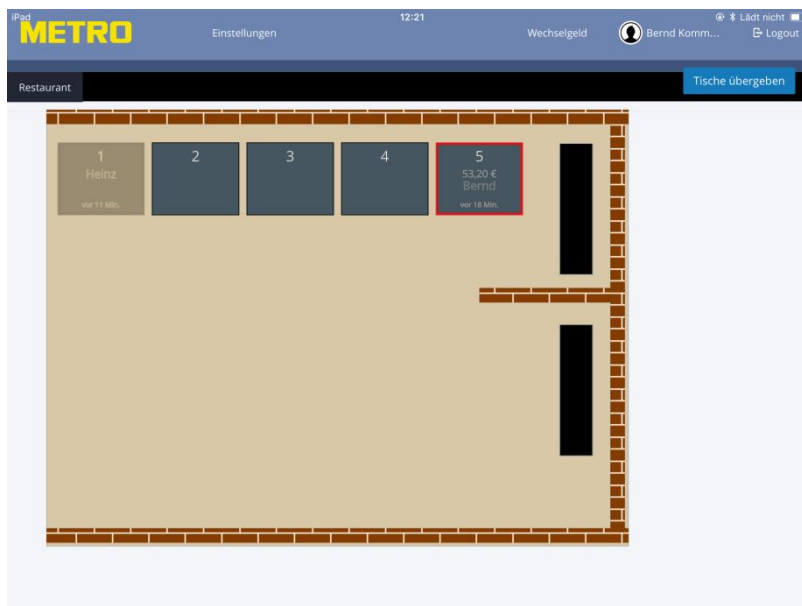 iPad
12:21
Lädt nicht
METRO
Einstellungen
Wechselgeld
Bernd Komm...
Logout
Restaurant
Tische übergeben
1
Heinz
vor 11 Min.
2
3
4
5
53,20 €
Bernd
vor 18 Min.